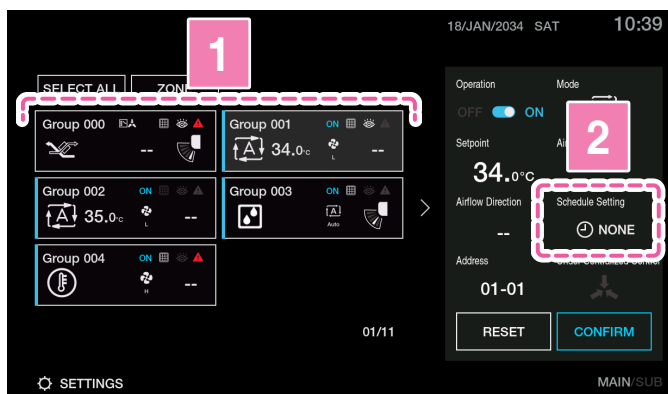 18/JAN/2034 SAT 10:39
1
SELECT ALL
Group 000
--
Group 001 ON
A 34.0°C L --
Group 002 ON
A 35.0°C L --
Group 003 ON
A
Auto
Group 004 ON
H --
01/11
SETTINGS
Operation Mode
OFF ON
2
Setpoint
34.0°C
Airflow Direction Schedule Setting
-- NONE
Address
01-01
RESET CONFIRM
MAIN/SUB